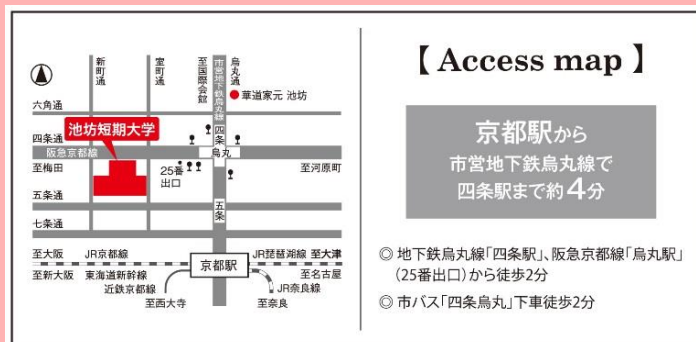 新町通
室町通
至国際会館
市営地下鉄烏丸線
烏丸通
華道家元 池坊
六角通
池坊短期大学
四条通
四条
阪急京都線
烏丸
至梅田
25番
出口
至河原町
五条通
五条
七条通
至大阪
JR京都線
JR琵琶湖線
至大津
京都駅
至新大阪
東海道新幹線
至名古屋
近鉄京都線
JR奈良線
至西大寺
至奈良
【 Access map 】
京都駅から
市営地下鉄烏丸線で
四条駅まで約4分
◎ 地下鉄烏丸線「四条駅」、阪急京都線「烏丸駅」
(25番出口)から徒歩2分
◎ 市バス「四条烏丸」下車徒歩2分